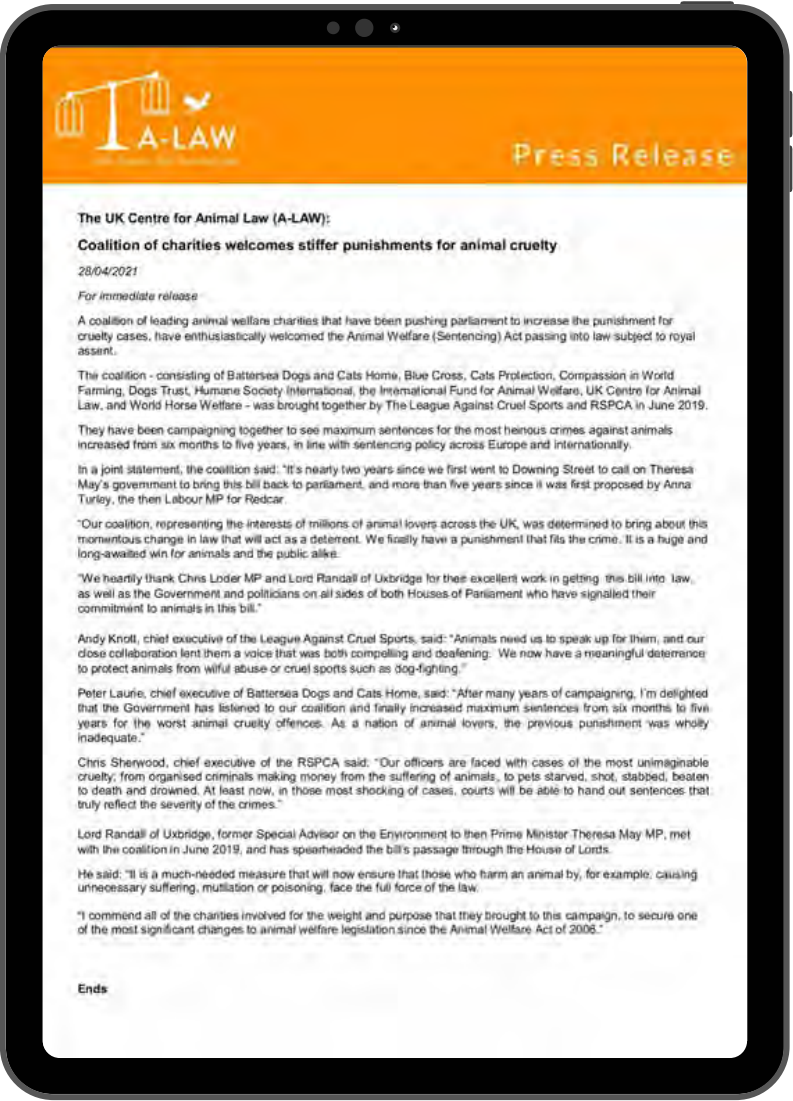 A-LAW
Press Release
The UK Centre for Animal Law (A-LAW):
Coalition of charities welcomes stiffer punishments for animal cruelty
28/04/2021
For immediate release
A coalition of leading animal welfare charities that have been pushing parliament to increase the punishment for
cruelty cases, have enthusiastically welcomed the Animal Welfare (Sentencing) Act passing into law subject to royal
assent.
The coalition - consisting of Battersea Dogs and Cats Home, Blue Cross, Cats Protection, Compassion in World
Farming, Dogs Trust, Humane Society International, the International Fund for Animal Welfare, UK Centre for Animal
Law, and World Horse Welfare - was brought together by The League Against Cruel Sports and RSPCA in June 2019.
They have been campaigning together to see maximum sentences for the most heinous crimes against animals
increased from six months to five years, in line with sentencing policy across Europe and internationally.
In a joint statement, the coalition said: "It's nearly two years since we first went to Downing Street to call on Theresa
May's government to bring this bill back to parliament, and more than five years since it was first proposed by Anna
Turley, the then Labour MP for Redcar.
"Our coalition, representing the interests of millions of animal lovers across the UK, was determined to bring about this
momentous change in law that will act as a deterrent. We finally have a punishment that fits the crime. It is a huge and
long-awaited win for animals and the public alike.
"We heartily thank Chris Loder MP and Lord Randall of Uxbridge for their excellent work in getting this bill into law,
as well as the Government and politicians on all sides of both Houses of Parliament who have signalled their
commitment to animals in this bill."
Andy Knott, chief executive of the League Against Cruel Sports, said: "Animals need us to speak up for them, and our
close collaboration lent them a voice that was both compelling and deafening. We now have a meaningful deterrence
to protect animals from wilful abuse or cruel sports such as dog-fighting."
Peter Laurie, chief executive of Battersea Dogs and Cats Home, said: "After many years of campaigning, I'm delighted
that the Government has listened to our coalition and finally increased maximum sentences from six months to five
years for the worst animal cruelty offences. As a nation of animal lovers, the previous punishment was wholly
inadequate."
Chris Sherwood, chief executive of the RSPCA said: "Our officers are faced with cases of the most unimaginable
cruelty; from organised criminals making money from the suffering of animals, to pets starved, shot, stabbed, beaten
to death and drowned. At least now, in those most shocking of cases, courts will be able to hand out sentences that
truly reflect the severity of the crimes."
Lord Randall of Uxbridge, former Special Advisor on the Environment to then Prime Minister Theresa May MP, met
with the coalition in June 2019, and has spearheaded the bill's passage through the House of Lords.
He said: "It is a much-needed measure that will now ensure that those who harm an animal by, for example, causing
unnecessary suffering, mutilation or poisoning, face the full force of the law.
"I commend all of the charities involved for the weight and purpose that they brought to this campaign, to secure one
of the most significant changes to animal welfare legislation since the Animal Welfare Act of 2006."
Ends